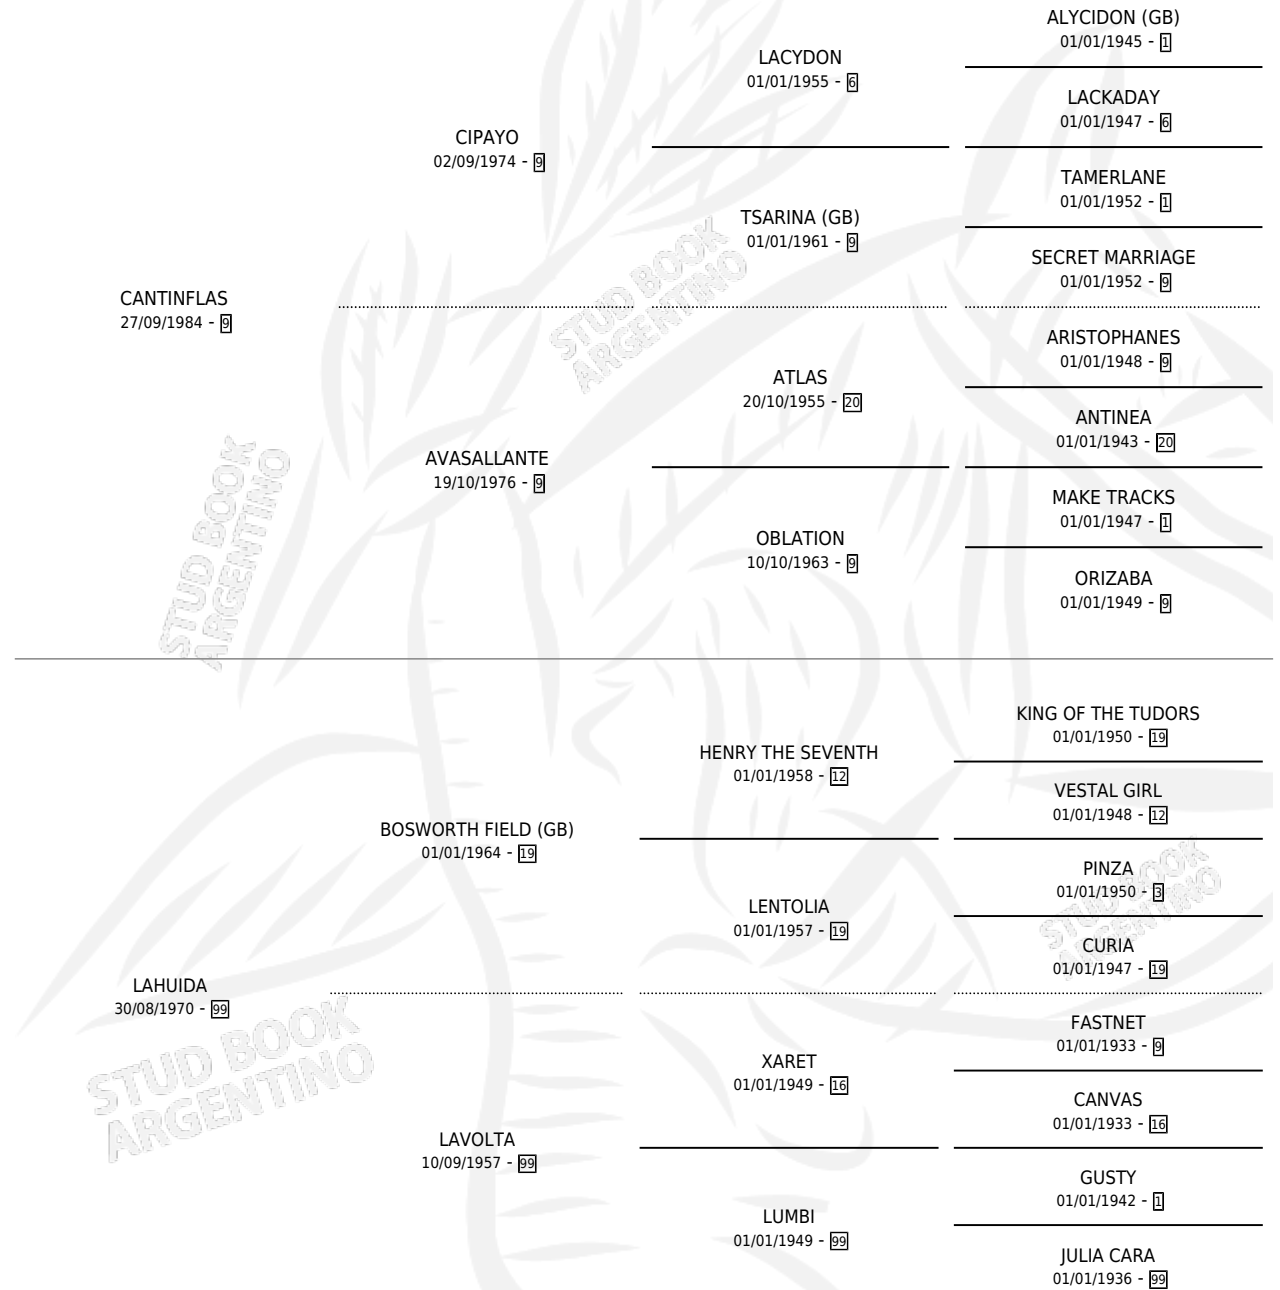 ALYCIDON (GB)
01/01/1945 - 1
LACYDON
01/01/1955 - 6
LACKADAY
01/01/1947 - 6
CIPAYO
02/09/1974 - 9
TAMERLANE
01/01/1952 - 1
TSARINA (GB)
01/01/1961 - 9
SECRET MARRIAGE
01/01/1952 - 9
CANTINFLAS
27/09/1984 - 9
ARISTOPHANES
01/01/1948 - 9
ATLAS
20/10/1955 - 20
ANTINEA
01/01/1943 - 20
AVASALLANTE
19/10/1976 - 9
MAKE TRACKS
01/01/1947 - 1
OBLATION
10/10/1963 - 9
ORIZABA
01/01/1949 - 9
STUD BOOK
ARGENTINO
STUD BOOK
ARGENTINO
KING OF THE TUDORS
01/01/1950 - 19
HENRY THE SEVENTH
01/01/1958 - 12
VESTAL GIRL
01/01/1948 - 12
BOSWORTH FIELD (GB)
01/01/1964 - 19
PINZA
01/01/1950 - 3
LENTOLIA
01/01/1957 - 19
CURIA
01/01/1947 - 19
STUD BOOK
ARGENTINO
LAHUIDA
30/08/1970 - 99
FASTNET
01/01/1933 - 9
XARET
01/01/1949 - 16
CANVAS
01/01/1933 - 16
STUD BOOK
ARGENTINO
LAVOLTA
10/09/1957 - 99
GUSTY
01/01/1942 - 1
LUMBI
01/01/1949 - 99
JULIA CARA
01/01/1936 - 99